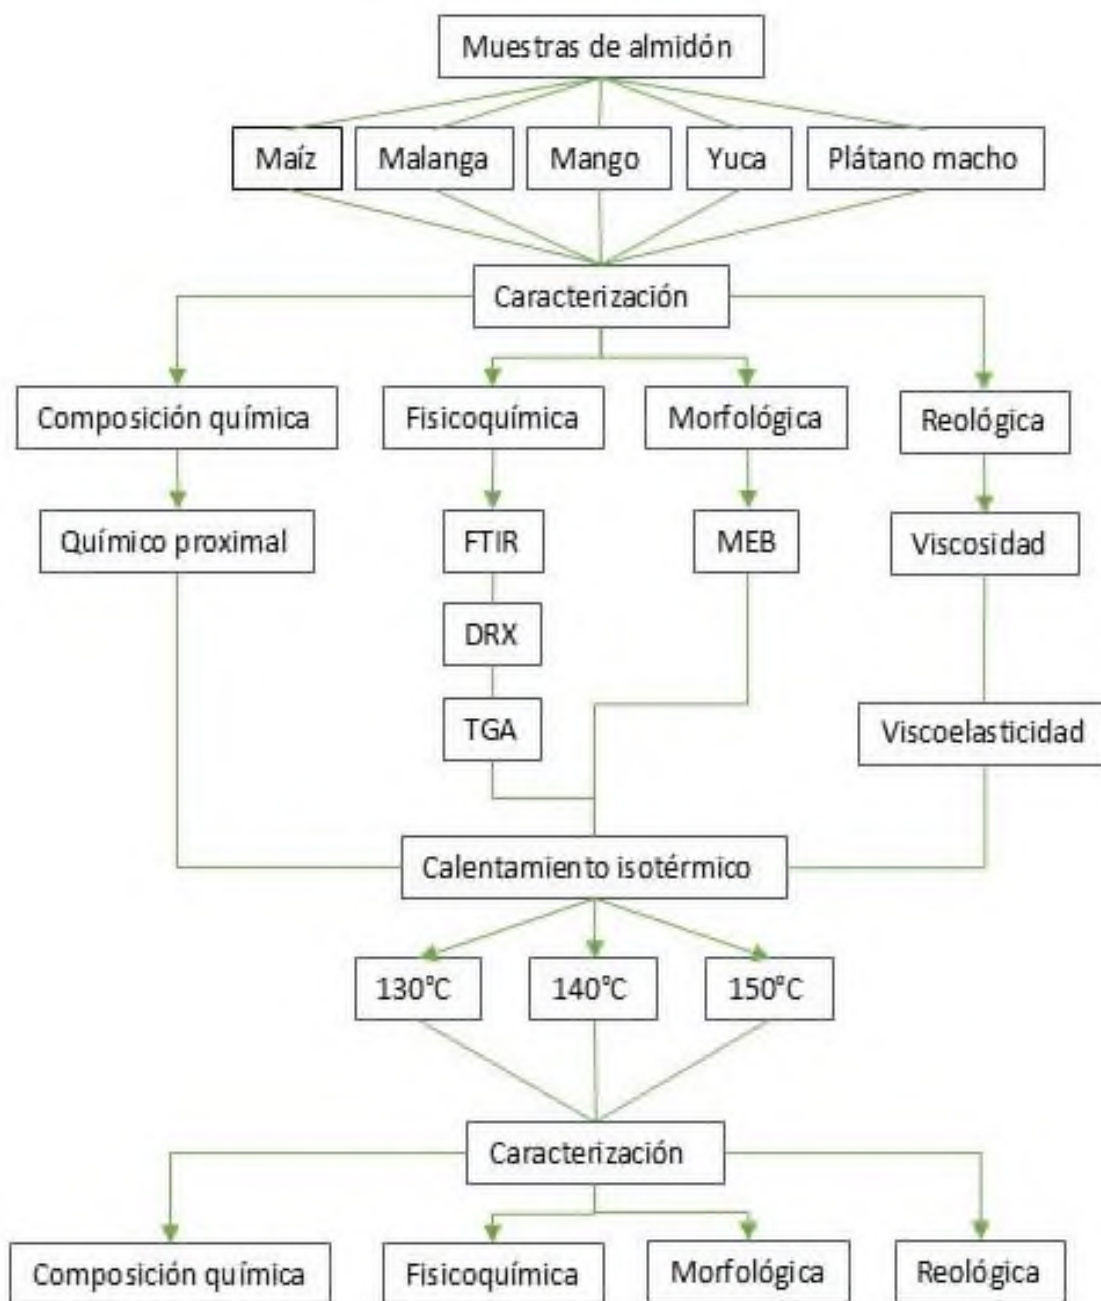 Muestras de almidón
Maíz
Malanga
Mango
Yuca
Plátano macho
Caracterización
Composición química
Fisicoquímica
Morfológica
Reológica
Químico proximal
FTIR
MEB
Viscosidad
DRX
TGA
Viscoelasticidad
Calentamiento isotérmico
130°C
140°C
150°C
Caracterización
Composición química
Fisicoquímica
Morfológica
Reológica